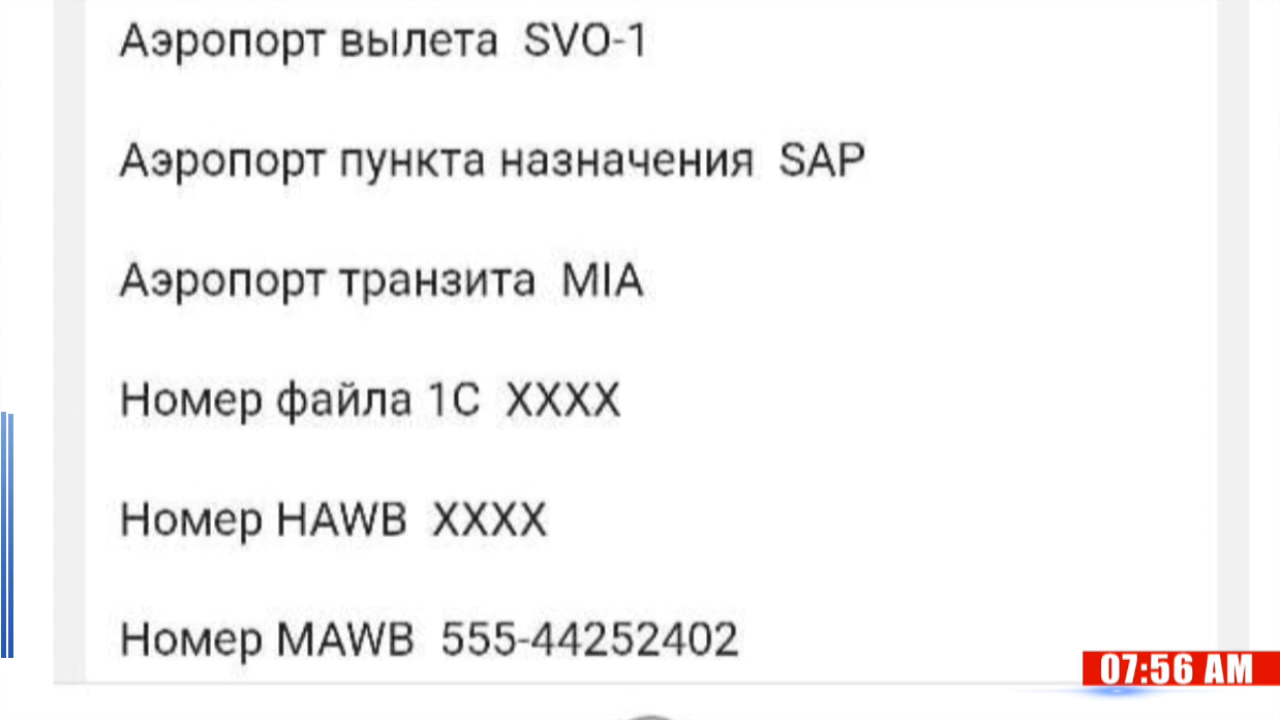 Аэропорт вылета SVO-1
Аэропорт пункта назначения SAP
Аэропорт транзита MIA
Номер файла 1С XXXX
Номер HAWB XXXX
Номер MAWB 555-44252402
07:56 AM